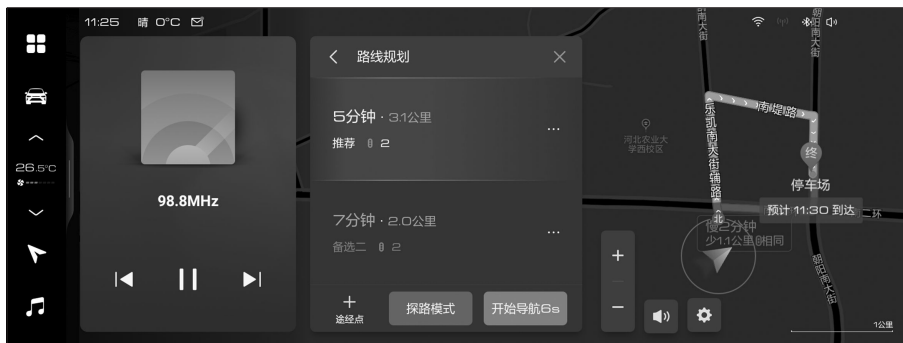 11:25 晴 0°C
26.5°C
98.8MHz
路线规划
5分钟·3.1公里
推荐 2
7分钟·2.0公里
备选二 2
途经点
探路模式
开始导航6s
南大街
朝阳南大街
南堤路
乐凯南大街辅路
河北农业大
学西校区
终
停车场
预计 11:30 到达
北二环
慢2分钟
少1.1公里 相同
朝阳南大街
1公里